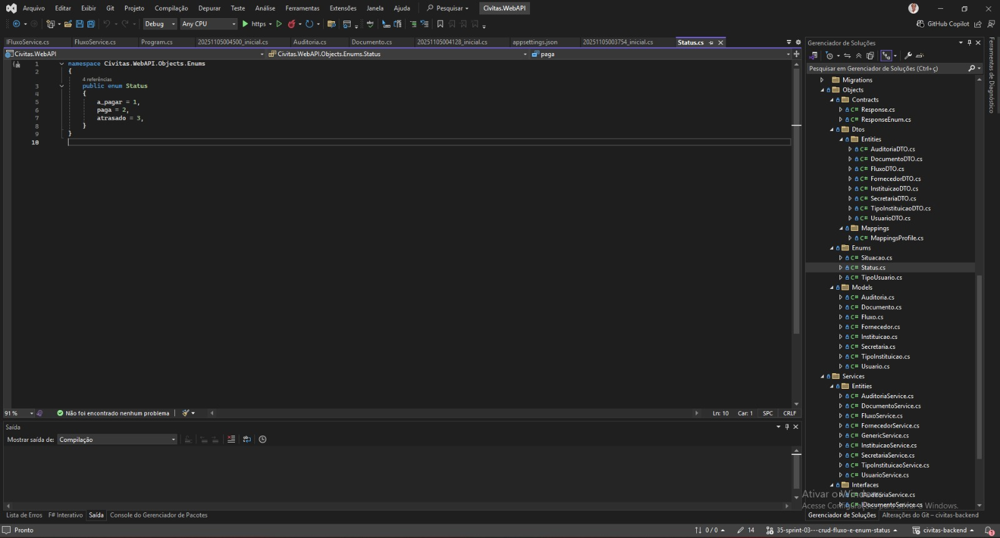 Arquivo Editar Exibir Git Projeto Compilação Depurar Teste Análise Ferramentas Extensões Janela Ajuda Pesquisar Civitas.WebAPI
Debug Any CPU https GitHub Copilot
IFluxoService.cs FluxoService.cs Program.cs 20251105004500_inicial.cs Auditoria.cs Documento.cs 20251105004128_inicial.cs appsettings.json 20251105003754_inicial.cs Status.cs
Civitas.WebAPI Civitas.WebAPI.Objects.Enums.Status paga
1 namespace Civitas.WebAPI.Objects.Enums
2 {
4 referências
3 public enum Status
4 {
5 a_pagar = 1,
6 paga = 2,
7 atrasado = 3,
8 }
9 }
10
91 % Não foi encontrado nenhum problema Ln: 10 Car: 1 SPC CRLF
Saída
Mostrar saída de: Compilação
Lista de Erros F# Interativo Saída Console do Gerenciador de Pacotes
Gerenciador de Soluções
Pesquisar em Gerenciador de Soluções (Ctrl+ç)
Migrations
Objects
Contracts
C# Response.cs
C# ResponseEnum.cs
Dtos
Entities
C# AuditoriaDTO.cs
C# DocumentoDTO.cs
C# FluxoDTO.cs
C# FornecedorDTO.cs
C# InstituicaoDTO.cs
C# SecretariaDTO.cs
C# TipoInstituicaoDTO.cs
C# UsuarioDTO.cs
Mappings
C# MappingsProfile.cs
Enums
C# Situacao.cs
C# Status.cs
C# TipoUsuario.cs
Models
C# Auditoria.cs
C# Documento.cs
C# Fluxo.cs
C# Fornecedor.cs
C# Instituicao.cs
C# Secretaria.cs
C# TipoInstituicao.cs
C# Usuario.cs
Services
Entities
C# AuditoriaService.cs
C# DocumentoService.cs
C# FluxoService.cs
C# FornecedorService.cs
C# GenericService.cs
C# InstituicaoService.cs
C# SecretariaService.cs
C# TipoInstituicaoService.cs
C# UsuarioService.cs
Interfaces
C# IAuditoriaService.cs
C# IDocumentoService.cs
Ativar o Windows
Acesse Configurações para ativar o Windows.
Gerenciador de Soluções Alterações do Git – civitas-backend
Ferramentas de Diagnóstico
Pronto 0 / 0 14 35-sprint-03---crud-fluxo-e-enum-status civitas-backend 1